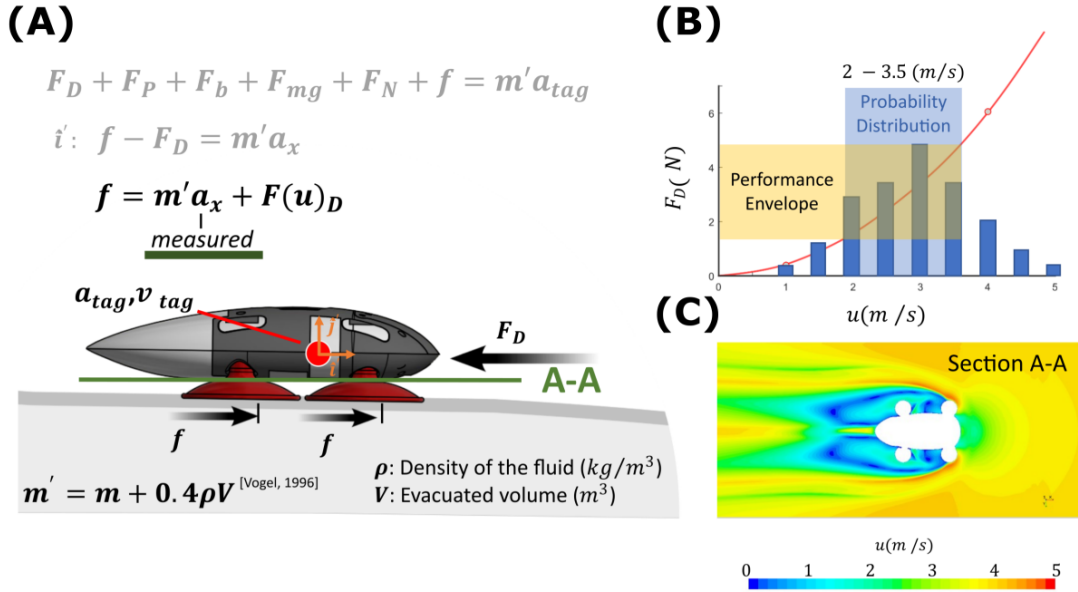 (A)
F_D + F_P + F_b + F_mg + F_N + f = m'a_tag
î': f − F_D = m'a_x
f = m'a_x + F(u)_D
measured
a_tag, v_tag
j
i
F_D
A-A
f
f
m' = m + 0.4ρV [Vogel, 1996]
ρ: Density of the fluid (kg/m³)
V: Evacuated volume (m³)
(B)
2 − 3.5 (m/s)
Probability
Distribution
Performance
Envelope
F_D( N)
6
4
2
0
0 1 2 3 4 5
u(m /s)
(C)
Section A-A
u(m /s)
0 1 2 3 4 5